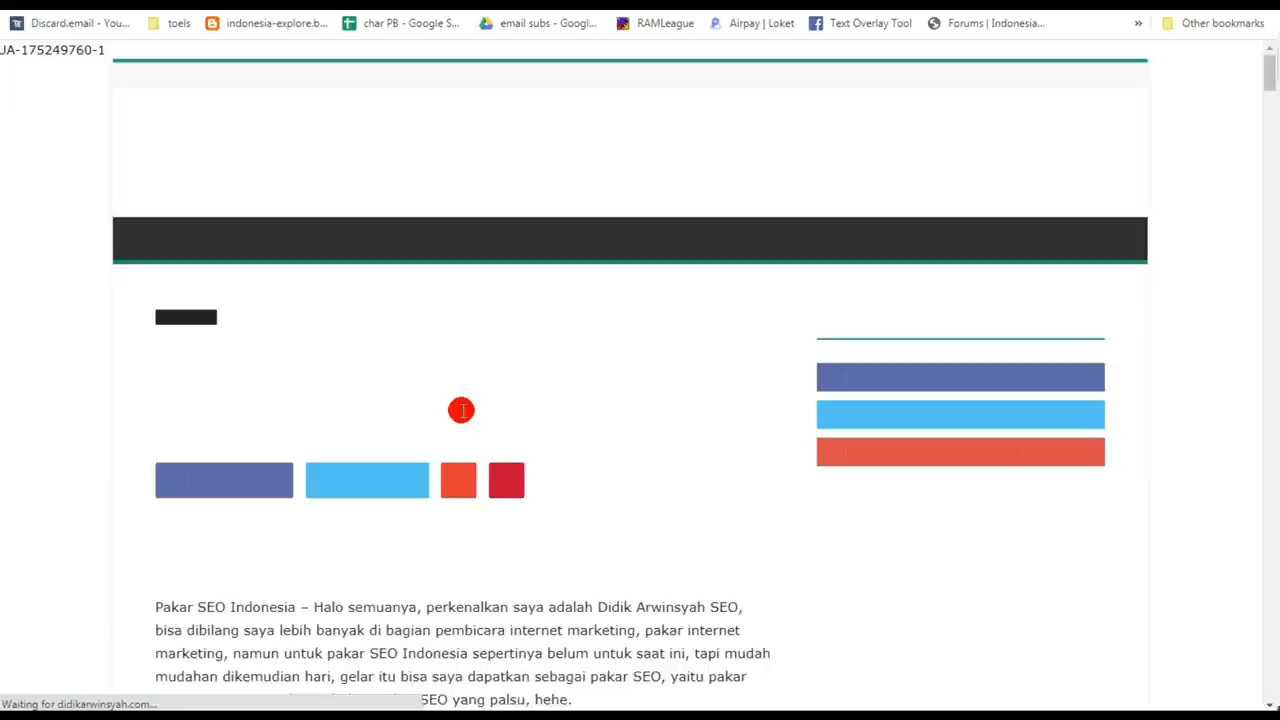 Discard.email - You...
toels
indonesia-explore.b...
char PB - Google S...
email subs - Googl...
RAMLeague
Airpay | Loket
Text Overlay Tool
Forums | Indonesia...
»
Other bookmarks
UA-175249760-1
Pakar SEO Indonesia – Halo semuanya, perkenalkan saya adalah Didik Arwinsyah SEO,
bisa dibilang saya lebih banyak di bagian pembicara internet marketing, pakar internet
marketing, namun untuk pakar SEO Indonesia sepertinya belum untuk saat ini, tapi mudah
mudahan dikemudian hari, gelar itu bisa saya dapatkan sebagai pakar SEO, yaitu pakar
SEO yang palsu, hehe.
Waiting for didikarwinsyah.com...